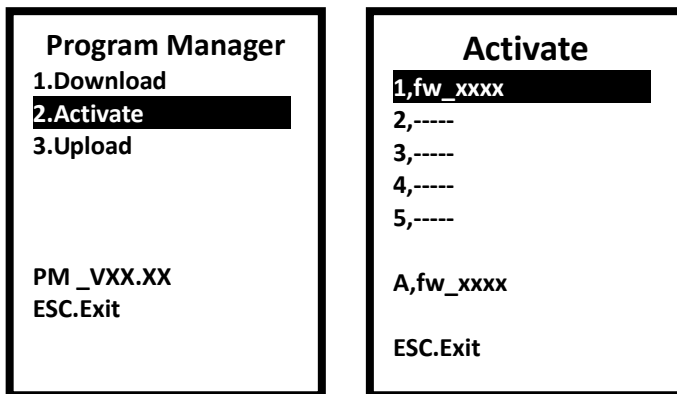 Program Manager
1.Download
2.Activate
3.Upload
PM _VXX.XX
ESC.Exit
Activate
1,fw_xxxx
2,-----
3,-----
4,-----
5,-----
A,fw_xxxx
ESC.Exit